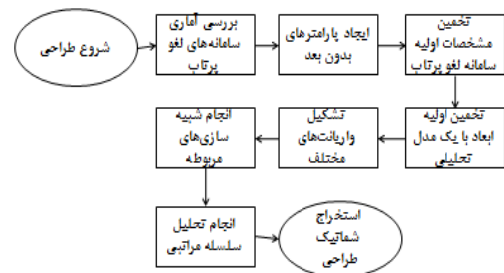 شروع طراحی
بررسی آماری
سامانه‌های لغو
پرتاب
ایجاد پارامترهای
بدون بعد
تخمین
مشخصات اولیه
سامانه لغو پرتاب
تخمین اولیه
ابعاد با یک مدل
تحلیلی
تشکیل
واریانت‌های
مختلف
انجام شبیه
سازی‌های
مربوطه
انجام تحلیل
سلسله مراتبی
استخراج
شماتیک
طراحی